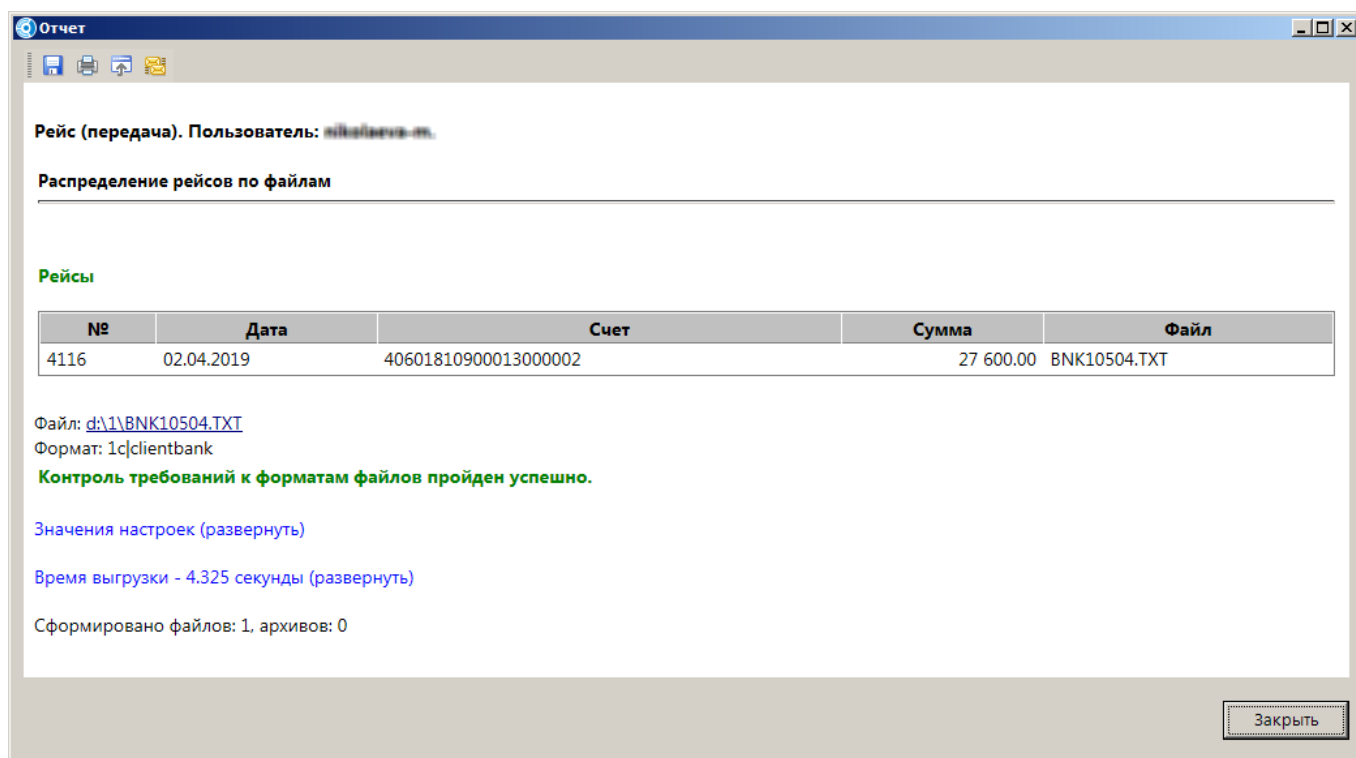 Отчет
Рейс (передача). Пользователь:
Распределение рейсов по файлам
Рейсы
№ Дата Счет Сумма Файл
4116 02.04.2019 40601810900013000002 27 600.00 BNK10504.TXT
Файл: d:\1\BNK10504.TXT
Формат: 1c|clientbank
Контроль требований к форматам файлов пройден успешно.
Значения настроек (развернуть)
Время выгрузки - 4.325 секунды (развернуть)
Сформировано файлов: 1, архивов: 0
Закрыть